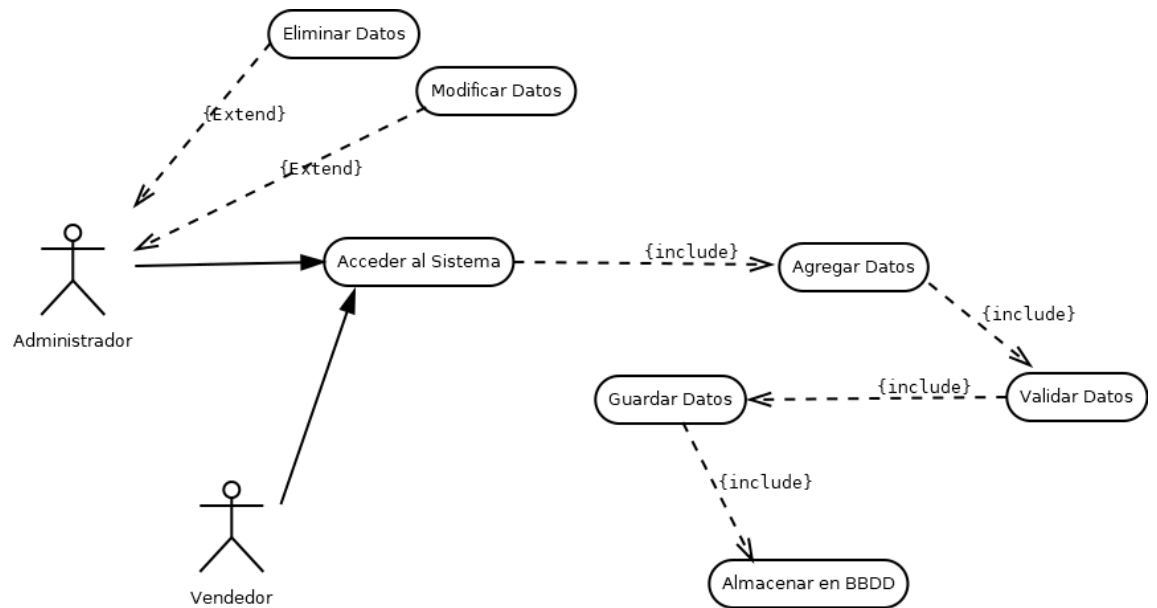 Eliminar Datos
Modificar Datos
{Extend}
{Extend}
Acceder al Sistema
{include}
Agregar Datos
{include}
Administrador
Guardar Datos
{include}
Validar Datos
{include}
Almacenar en BBDD
Vendedor